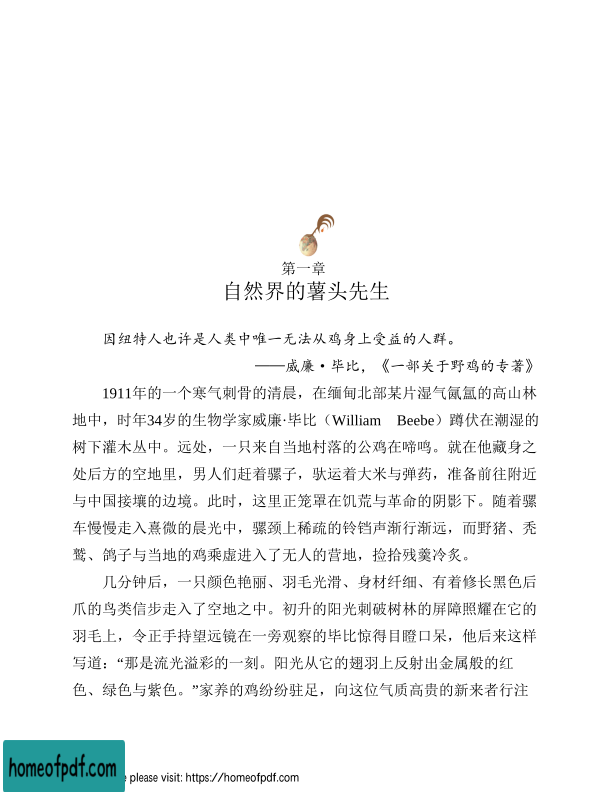 第一章
自然界的薯头先生
因纽特人也许是人类中唯一无法从鸡身上受益的人群。
——威廉·毕比，《一部关于野鸡的专著》
1911年的一个寒气刺骨的清晨，在缅甸北部某片湿气氤氲的高山林
地中，时年34岁的生物学家威廉·毕比（William Beebe）蹲伏在潮湿的
树下灌木丛中。远处，一只来自当地村落的公鸡在啼鸣。就在他藏身之
处后方的空地里，男人们赶着骡子，驮运着大米与弹药，准备前往附近
与中国接壤的边境。此时，这里正笼罩在饥荒与革命的阴影下。随着骡
车慢慢走入熹微的晨光中，骡颈上稀疏的铃铛声渐行渐远，而野猪、秃
鹫、鸽子与当地的鸡乘虚进入了无人的营地，捡拾残羹冷炙。
几分钟后，一只颜色艳丽、羽毛光滑、身材纤细、有着修长黑色后
爪的鸟类信步走入了空地之中。初升的阳光刺破树林的屏障照耀在它的
羽毛上，令正手持望远镜在一旁观察的毕比惊得目瞪口呆，他后来这样
写道：“那是流光溢彩的一刻。阳光从它的翅羽上反射出金属般的红
色、绿色与紫色。”家养的鸡纷纷驻足，向这位气质高贵的新来者行注
homeofpdf.com
e please visit: https://homeofpdf.com